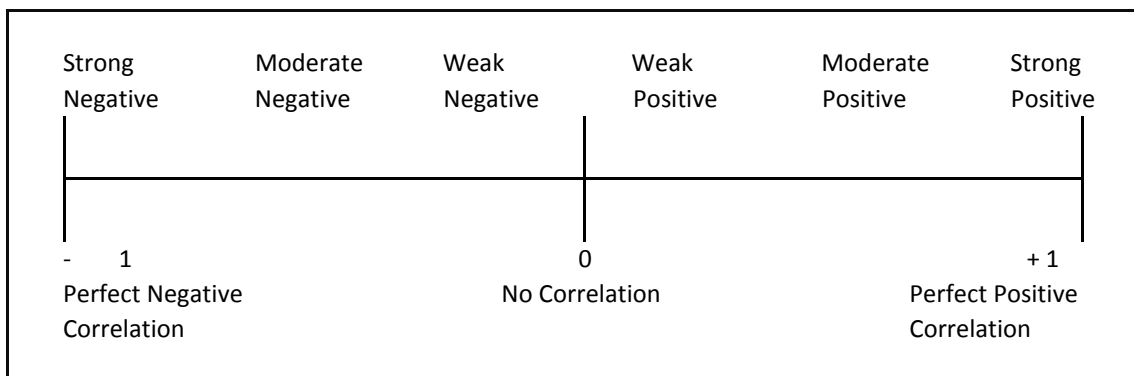 Strong Moderate Weak Weak Moderate Strong
Negative Negative Negative Positive Positive Positive
- 1 0 + 1
Perfect Negative No Correlation Perfect Positive
Correlation Correlation